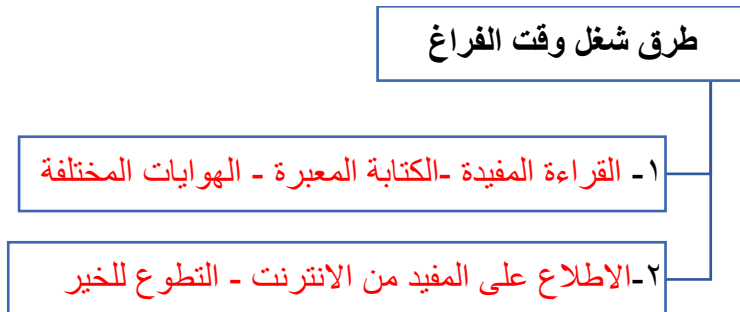 طرق شغل وقت الفراغ
١- القراءة المفيدة -الكتابة المعبرة - الهوايات المختلفة
٢-الاطلاع على المفيد من الانترنت - التطوع للخير